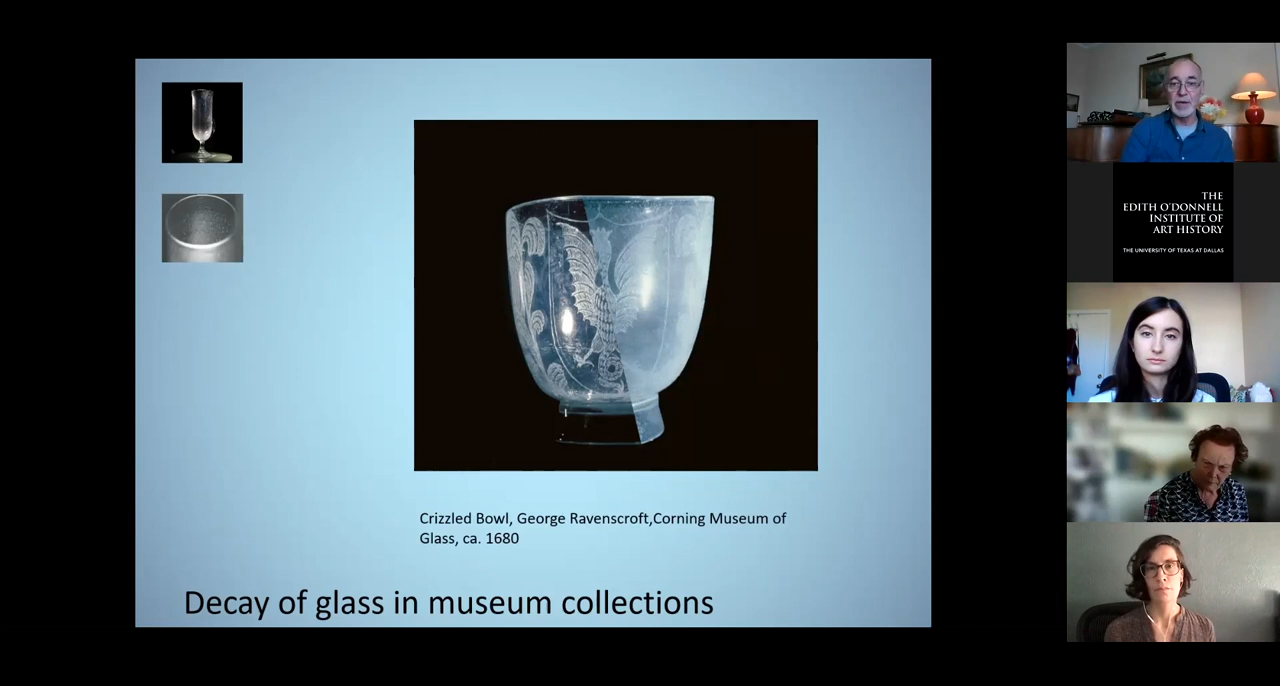 Crizzled Bowl, George Ravenscroft,Corning Museum of
Glass, ca. 1680
Decay of glass in museum collections
THE
EDITH O'DONNELL
INSTITUTE OF
ART HISTORY
THE UNIVERSITY OF TEXAS AT DALLAS